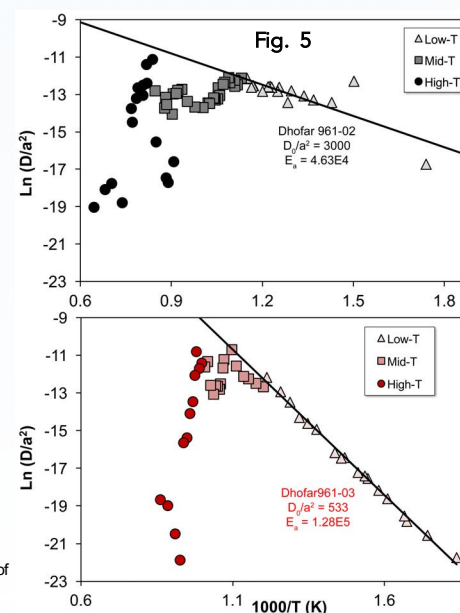 Fig. 5
-9
-11
-13
-15
-17
-19
-21
-23
Ln (D/a²)
Low-T
Mid-T
High-T
Dhofar 961-02
D₀/a² = 3000
Eₐ = 4.63E4
0.6
0.9
1.2
1.5
1.8
-9
-11
-13
-15
-17
-19
-21
-23
Ln (D/a²)
Low-T
Mid-T
High-T
Dhofar961-03
D₀/a² = 533
Eₐ = 1.28E5
of
0.6
1.1
1.6
1000/T (K)